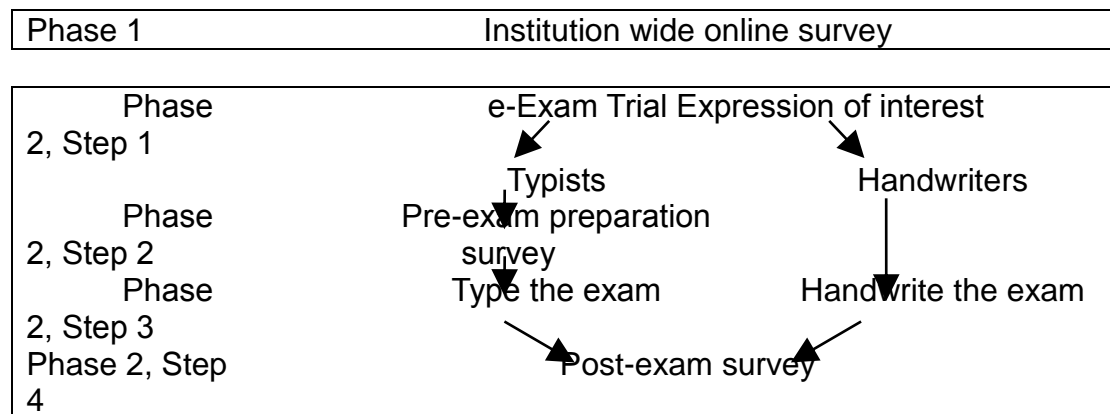 Phase 1 Institution wide online survey
Phase e-Exam Trial Expression of interest
2, Step 1
Typists Handwriters
Phase Pre-exam preparation
2, Step 2 survey
Phase Type the exam Handwrite the exam
2, Step 3
Phase 2, Step Post-exam survey
4